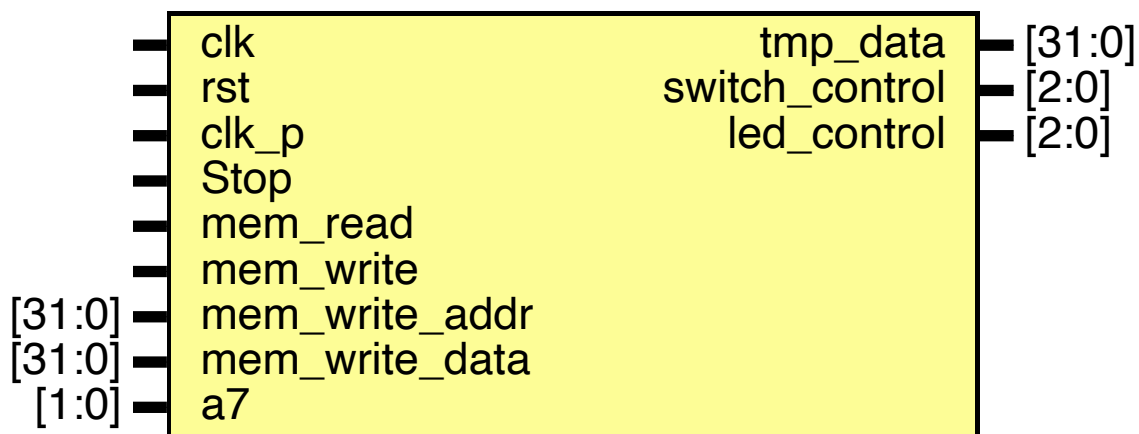 clk tmp_data [31:0]
rst switch_control [2:0]
clk_p led_control [2:0]
Stop
mem_read
mem_write
[31:0] mem_write_addr
[31:0] mem_write_data
[1:0] a7